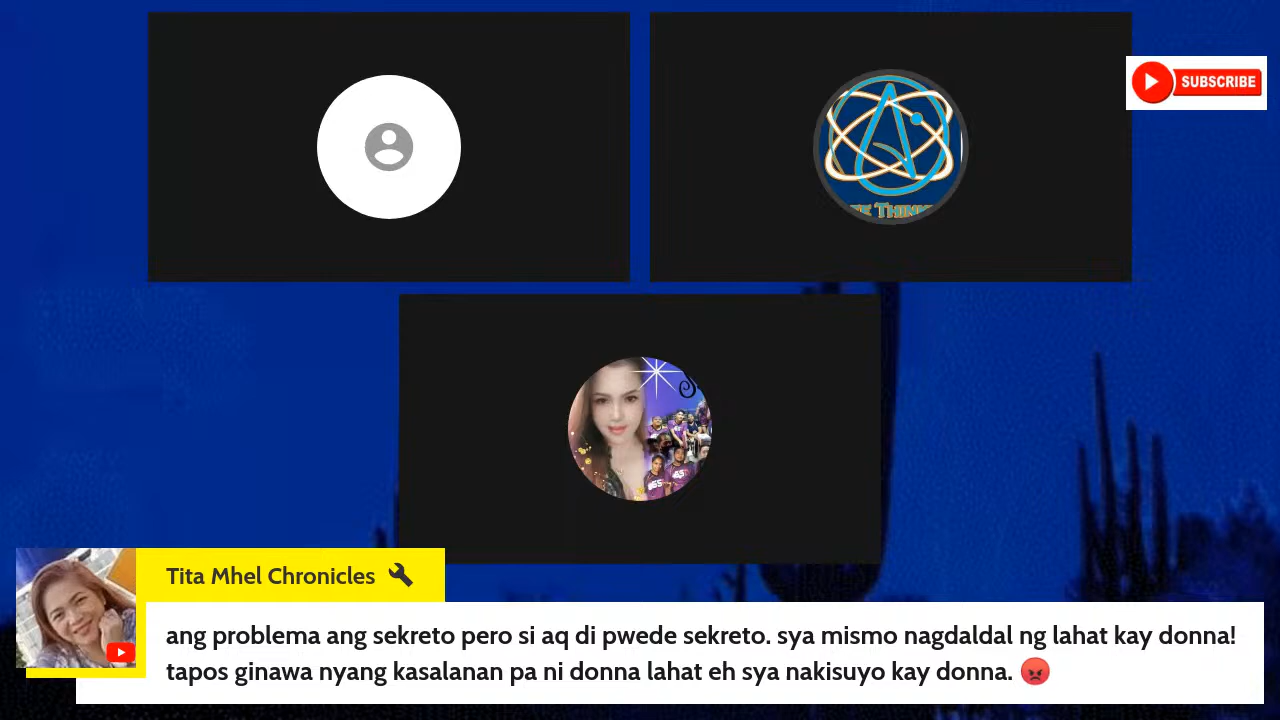 SUBSCRIBE
Tita Mhel Chronicles
ang problema ang sekreto pero si aq di pwede sekreto. sya mismo nagdaldal ng lahat kay donna!
tapos ginawa nyang kasalanan pa ni donna lahat eh sya nakisuyo kay donna. 😡